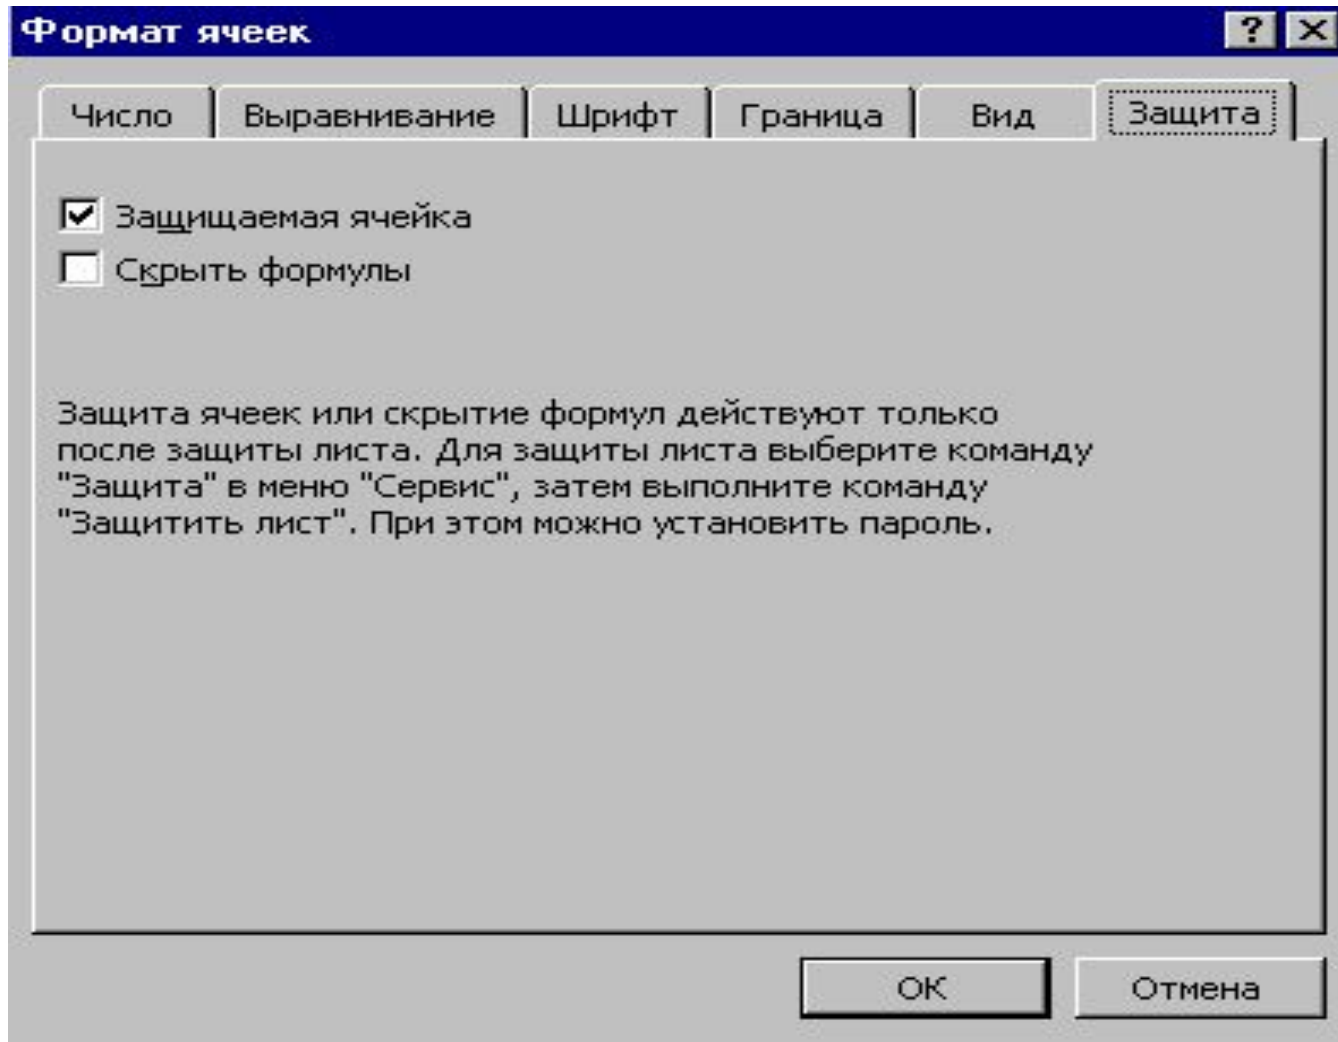 Формат ячеек
Число Выравнивание Шрифт Граница Вид Защита
Защищаемая ячейка
Скрыть формулы
Защита ячеек или скрытие формул действуют только
после защиты листа. Для защиты листа выберите команду
"Защита" в меню "Сервис", затем выполните команду
"Защитить лист". При этом можно установить пароль.
ОК Отмена